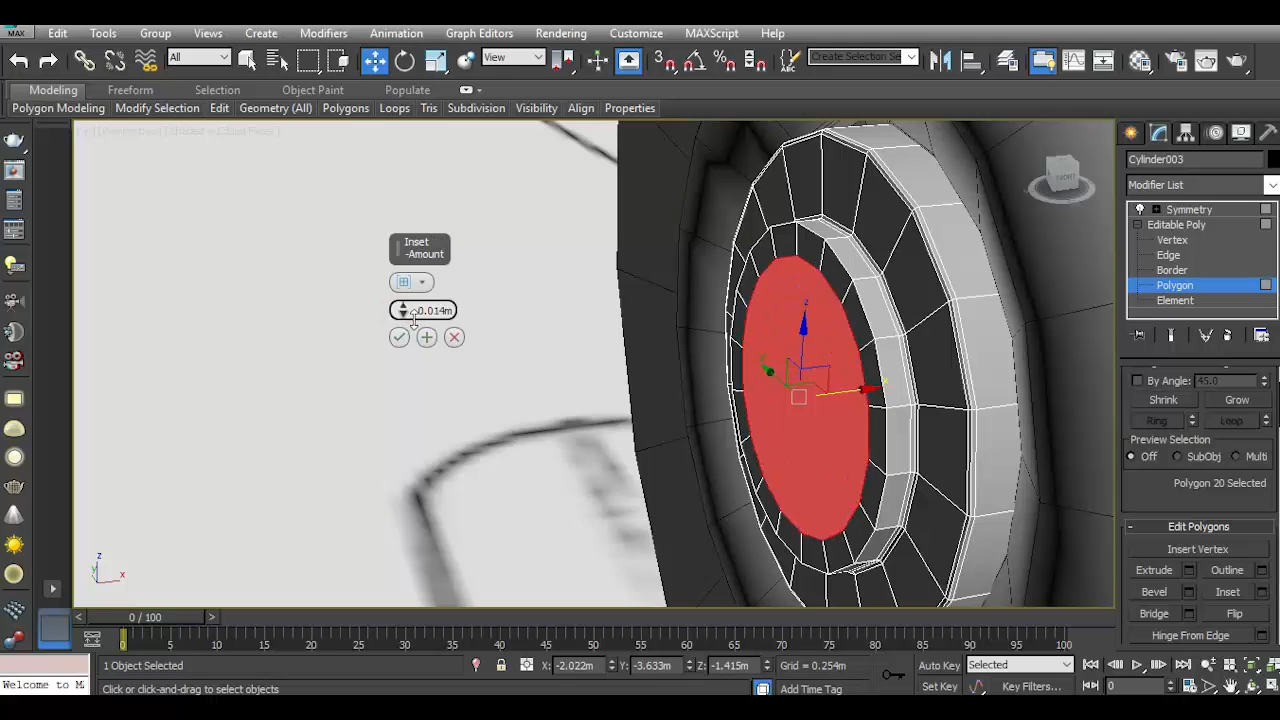 MAX
Edit Tools Group Views Create Modifiers Animation Graph Editors Rendering Customize MAXScript Help
All
View
3
ABC
Create Selection Se
Modeling Freeform Selection Object Paint Populate
Polygon Modeling Modify Selection Edit Geometry (All) Polygons Loops Tris Subdivision Visibility Align Properties
Cylinder003
Modifier List
Symmetry
Editable Poly
Vertex
Edge
Border
Polygon
Element
FRONT
Inset
-Amount
0.014m
z
x
z
y
x
By Angle: 45.0
Shrink Grow
Ring Loop
Preview Selection
Off SubObj Multi
Polygon 20 Selected
Edit Polygons
Insert Vertex
Extrude Outline
Bevel Inset
Bridge Flip
Hinge From Edge
< 0 / 100 >
0 5 10 15 20 25 30 35 40 45 50 55 60 65 70 75 80 85 90 95 100
1 Object Selected
X: -2.022m Y: -3.633m Z: -1.415m Grid = 0.254m
Auto Key Selected
Welcome to M
Click or click-and-drag to select objects
Add Time Tag
Set Key Key Filters...
0